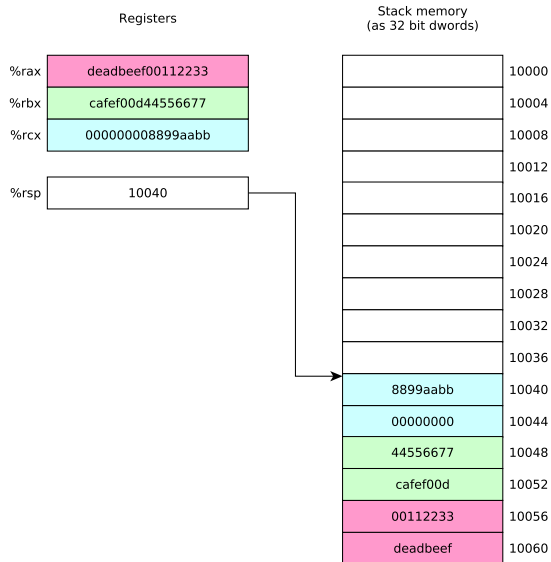 Registers
%rax deadbeef00112233
%rbx cafef00d44556677
%rcx 000000008899aabb
%rsp 10040
Stack memory
(as 32 bit dwords)
10000
10004
10008
10012
10016
10020
10024
10028
10032
10036
8899aabb 10040
00000000 10044
44556677 10048
cafef00d 10052
00112233 10056
deadbeef 10060